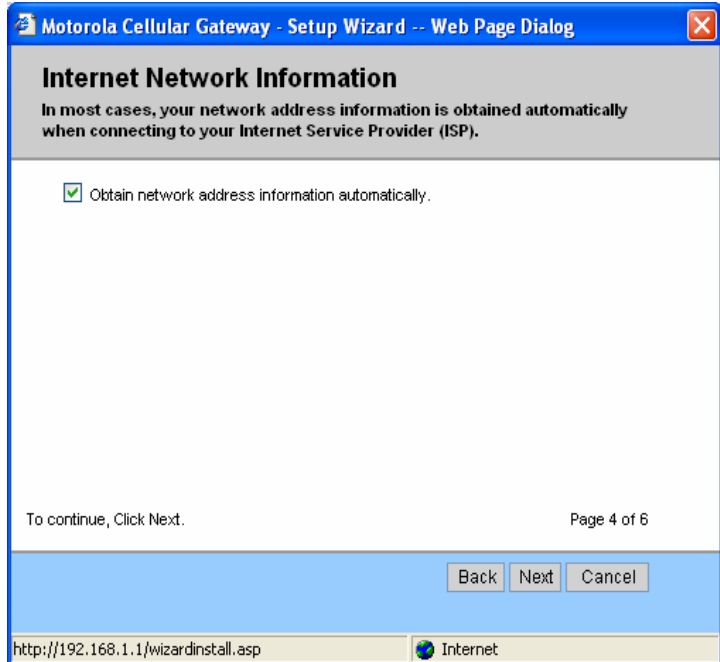 Motorola Cellular Gateway - Setup Wizard -- Web Page Dialog
Internet Network Information
In most cases, your network address information is obtained automatically
when connecting to your Internet Service Provider (ISP).
Obtain network address information automatically.
To continue, Click Next.
Page 4 of 6
Back
Next
Cancel
http://192.168.1.1/wizardinstall.asp
Internet